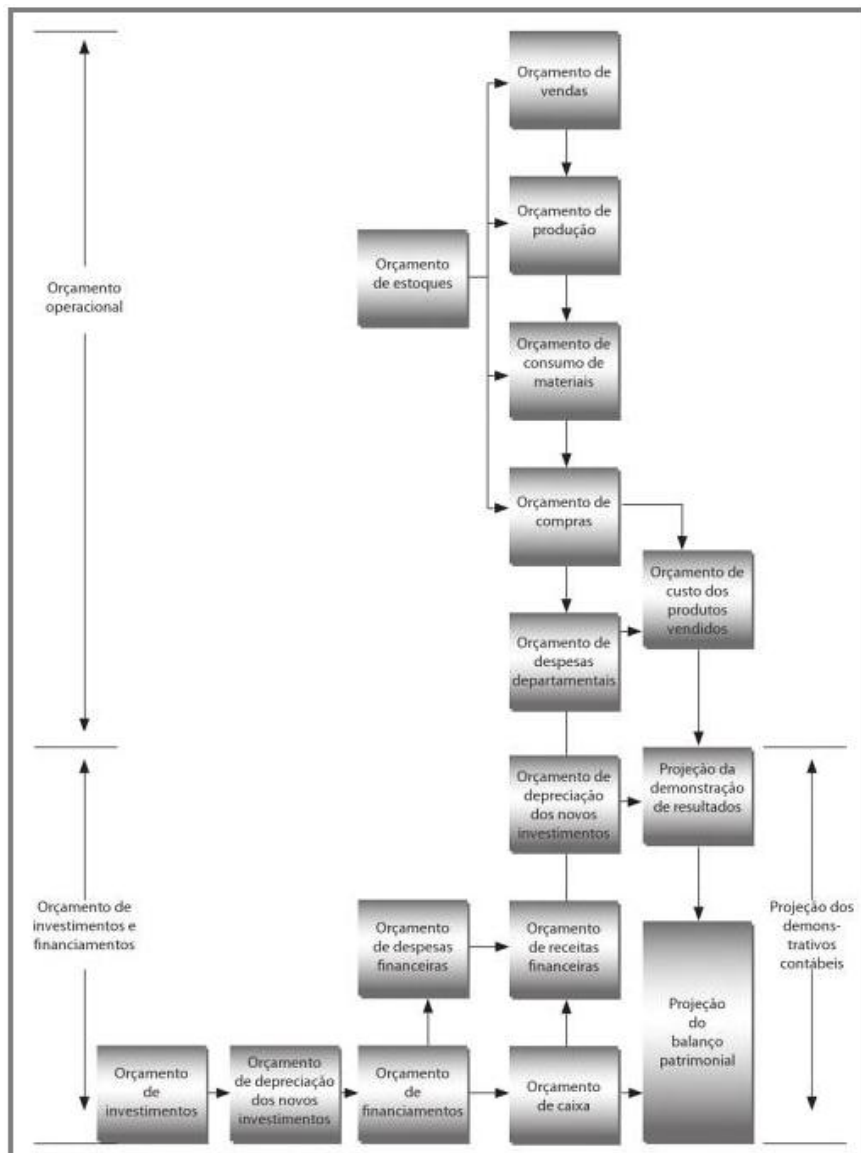 Orçamento de
vendas
Orçamento de
produção
Orçamento
de estoques
Orçamento
operacional
Orçamento de
consumo de
materiais
Orçamento de
compras
Orçamento de
custo dos
produtos
vendidos
Orçamento de
despesas
departamentais
Orçamento de
depreciação
dos novos
investimentos
Projeção da
demonstração
de resultados
Orçamento de
investimentos e
financiamentos
Orçamento
de despesas
financeiras
Orçamento
de receitas
financeiras
Projeção dos
demons-
trativos
contábeis
Projeção
do
balanço
patrimonial
Orçamento
de
investimentos
Orçamento
de depreciação
dos novos
investimentos
Orçamento
de
financiamentos
Orçamento
de caixa